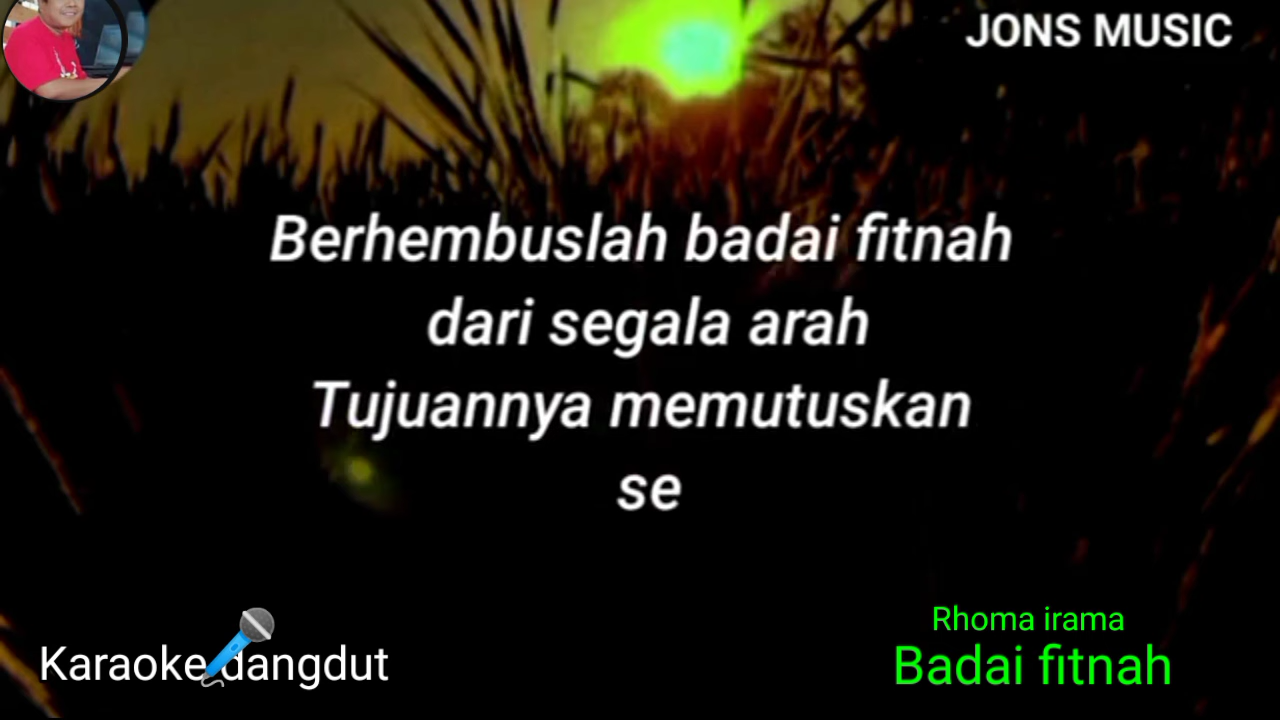 JONS MUSIC
Berhembuslah badai fitnah
dari segala arah
Tujuannya memutuskan
se
Rhoma irama
Karaoke dangdut
Badai fitnah